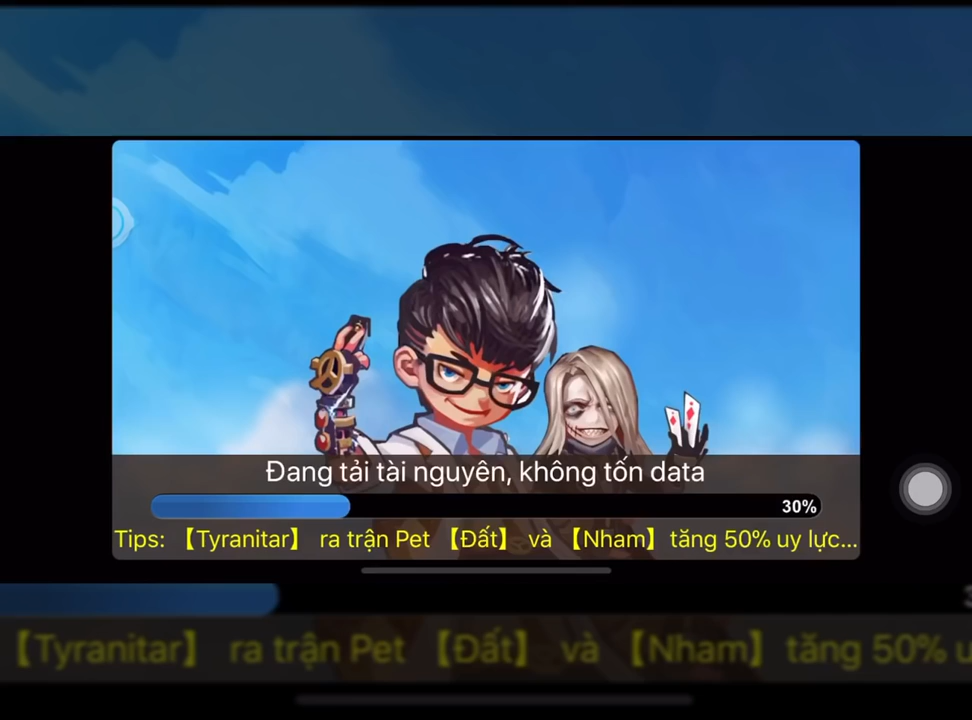 Đang tải tài nguyên, không tốn data
30%
Tips: 【Tyranitar】 ra trận Pet 【Đất】 và 【Nham】tăng 50% uy lực...
【Tyranitar】 ra trận Pet 【Đất】 và 【Nham】tăng 50% u